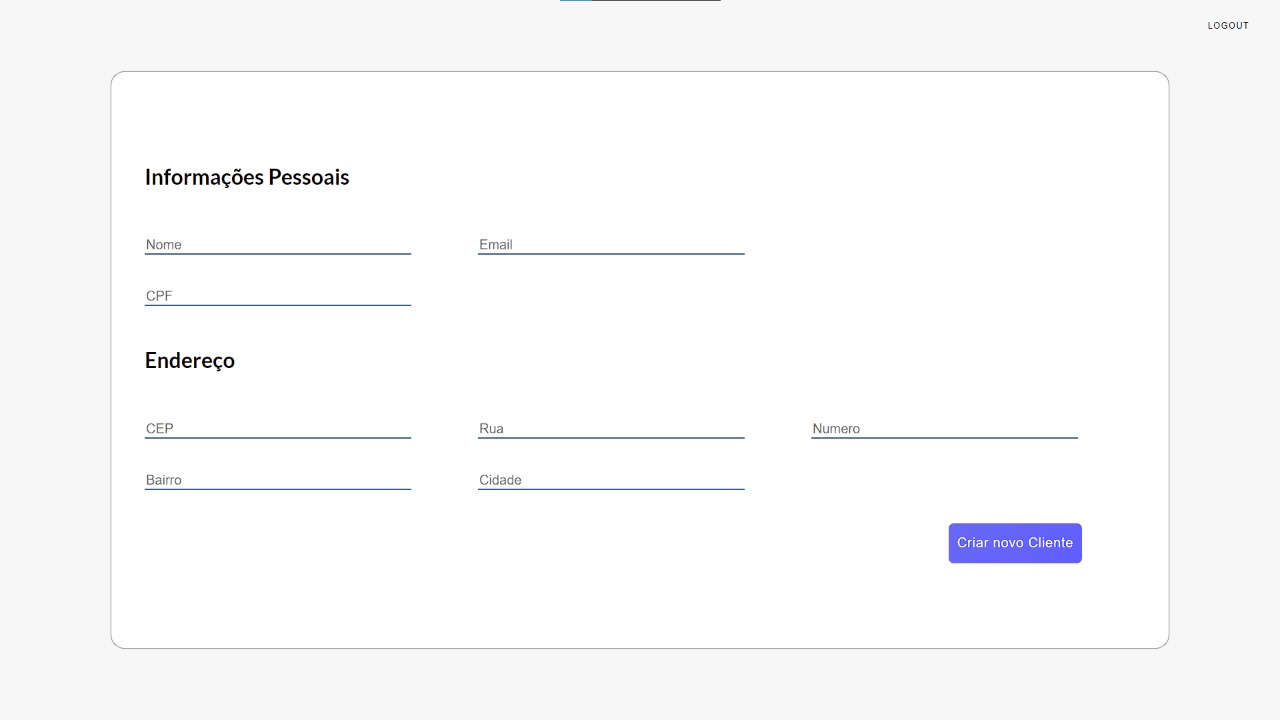 LOGOUT
Informações Pessoais
Nome
Email
CPF
Endereço
CEP
Rua
Numero
Bairro
Cidade
Criar novo Cliente